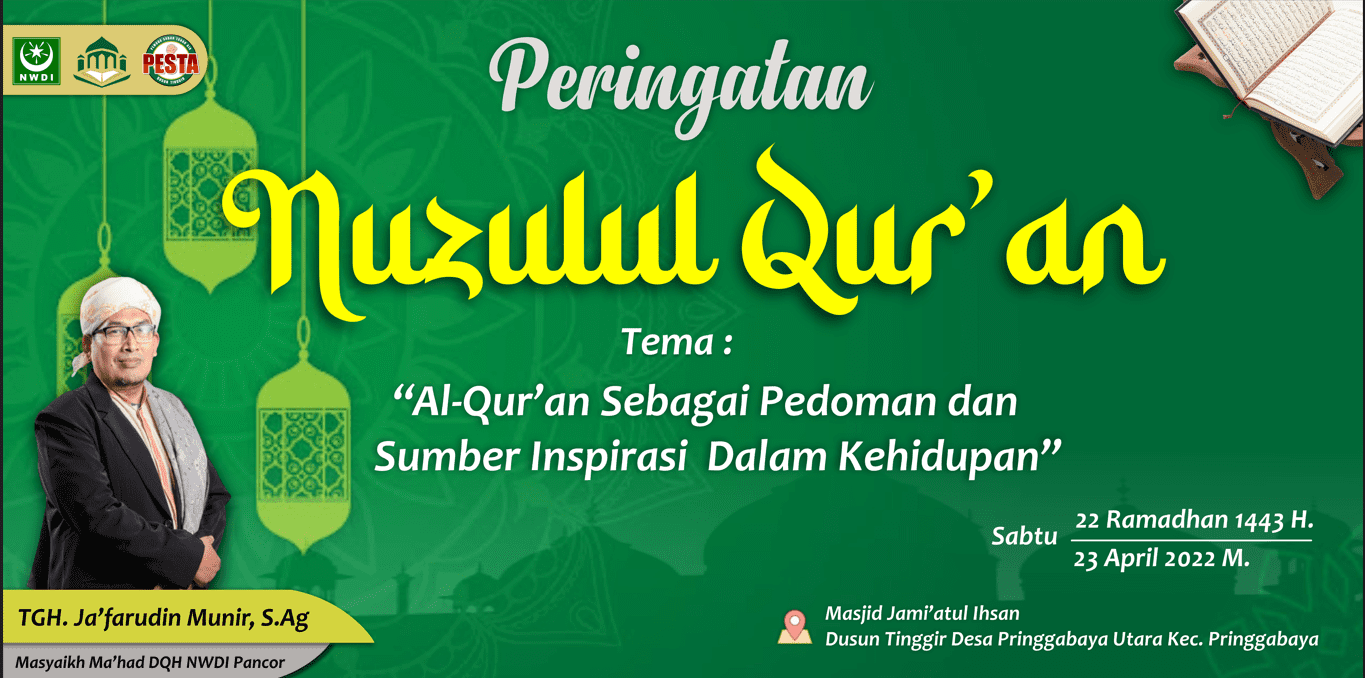 NWDI
PESTA
Peringatan
Nuzulul Qur'an
Tema :
“Al-Qur’an Sebagai Pedoman dan
Sumber Inspirasi Dalam Kehidupan”
Sabtu
22 Ramadhan 1443 H.
23 April 2022 M.
Masjid Jami’atul Ihsan
Dusun Tinggir Desa Pringgabaya Utara Kec. Pringgabaya
TGH. Ja’farudin Munir, S.Ag
Masyaikh Ma’had DQH NWDI Pancor